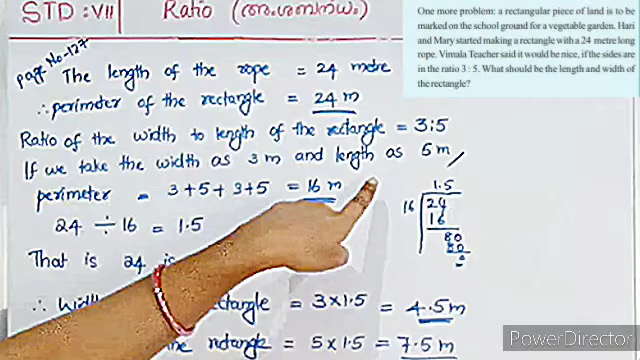 STD : VII Ratio (അംശബന്ധം)
One more problem: a rectangular piece of land is to be
marked on the school ground for a vegetable garden. Hari
and Mary started making a rectangle with a 24 metre long
rope. Vimala Teacher said it would be nice, if the sides are
in the ratio 3 : 5. What should be the length and width of
the rectangle?
Page No-127
The length of the rope = 24 metre
∴ perimeter of the rectangle = 24 m
Ratio of the width to length of the rectangle = 3:5
If we take the width as 3 m and length as 5 m
perimeter = 3+5+3+5 = 16 m
24 ÷ 16 = 1.5
1.5
16 24
16
80
80
That is 24 is
∴ Width ctangle = 3×1.5 = 4.5 m
the rectangle = 5×1.5 = 7.5 m
PowerDirector